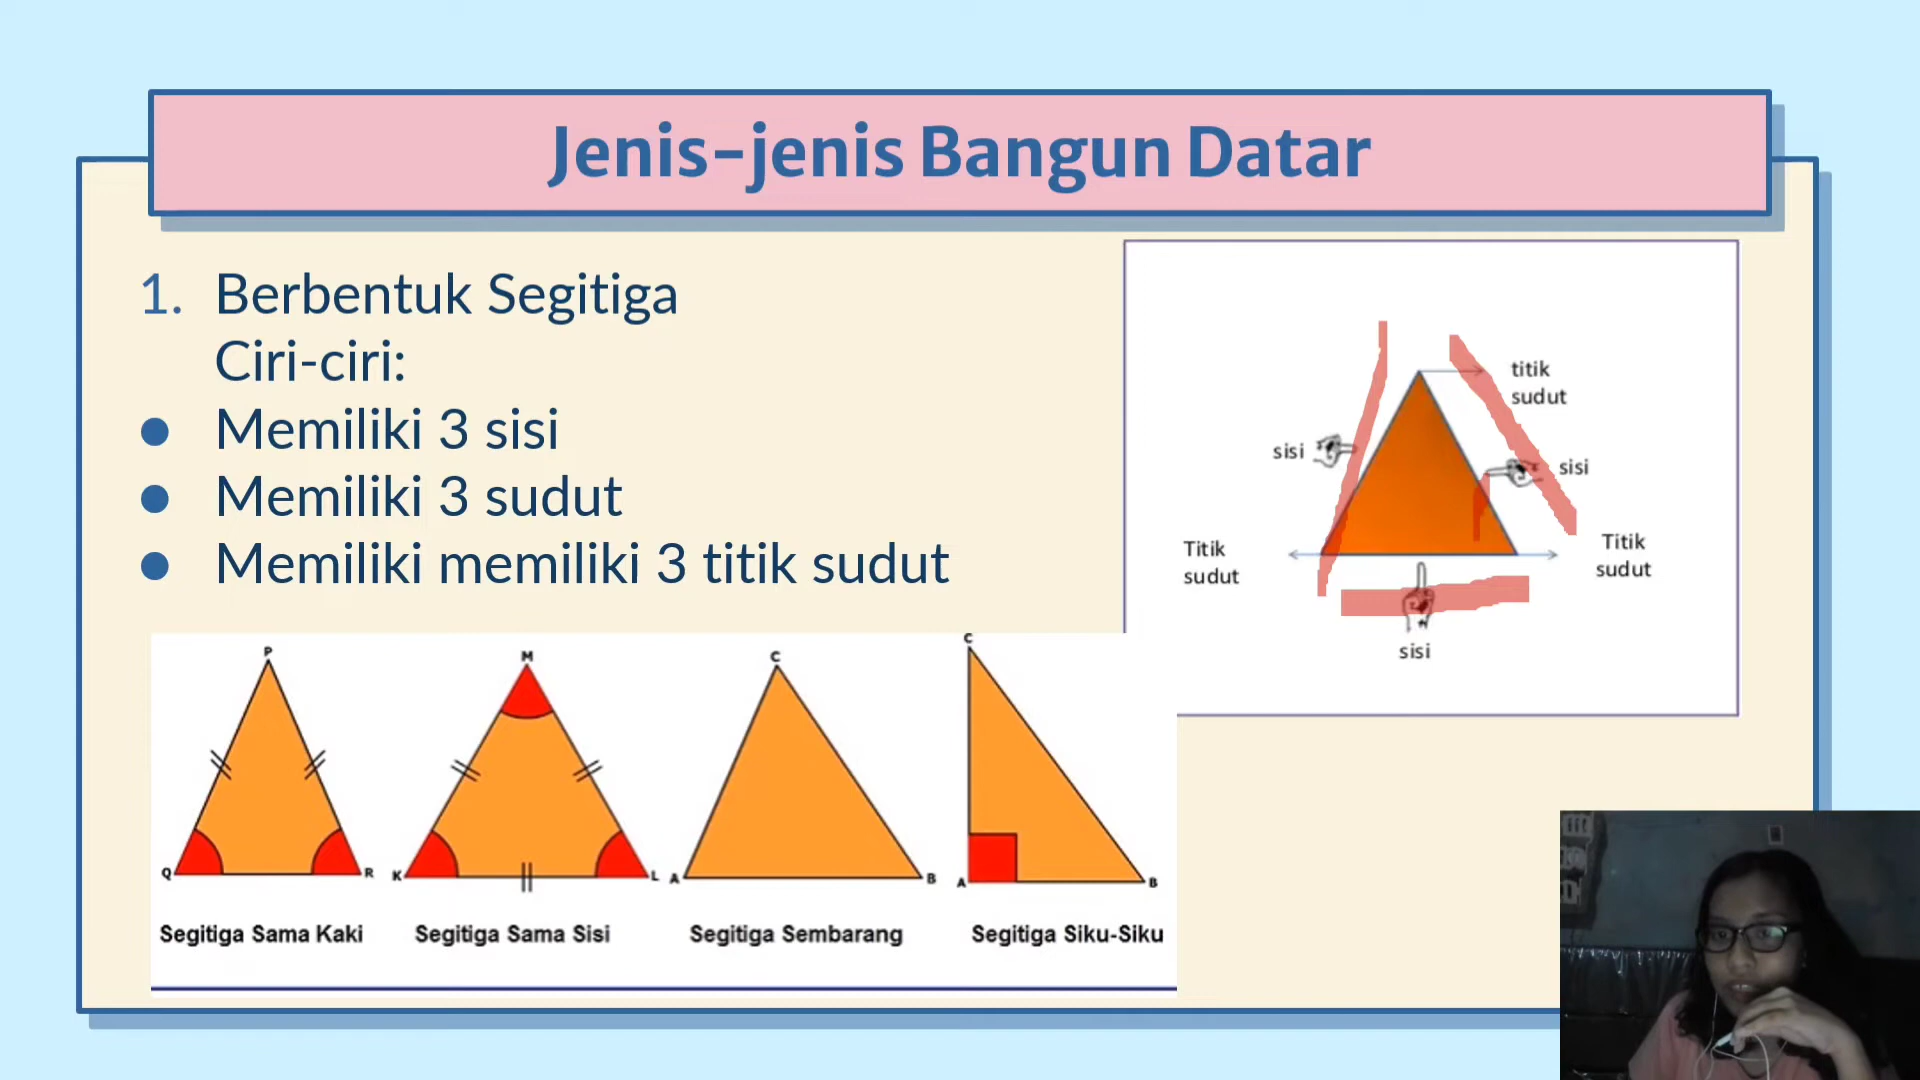 Jenis-jenis Bangun Datar
1. Berbentuk Segitiga
Ciri-ciri:
● Memiliki 3 sisi
● Memiliki 3 sudut
● Memiliki memiliki 3 titik sudut
titik
sudut
sisi
sisi
Titik
sudut
Titik
sudut
sisi
P
Q
R
M
K
L
C
A
B
C
A
B
Segitiga Sama Kaki
Segitiga Sama Sisi
Segitiga Sembarang
Segitiga Siku-Siku